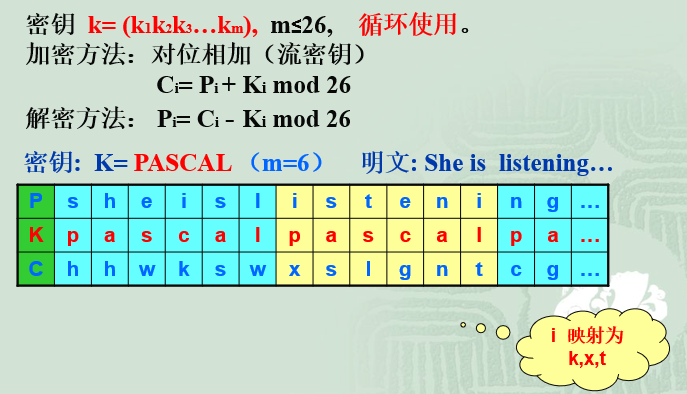 密钥 k= (k1k2k3…km), m≤26, 循环使用。
加密方法：对位相加（流密钥）
Ci= Pi + Ki mod 26
解密方法： Pi= Ci - Ki mod 26
密钥: K= PASCAL （m=6） 明文: She is listening…
P s h e i s l i s t e n i n g ...
K p a s c a l p a s c a l p a ...
C h h w k s w x s l g n t c g ...
i 映射为
k,x,t